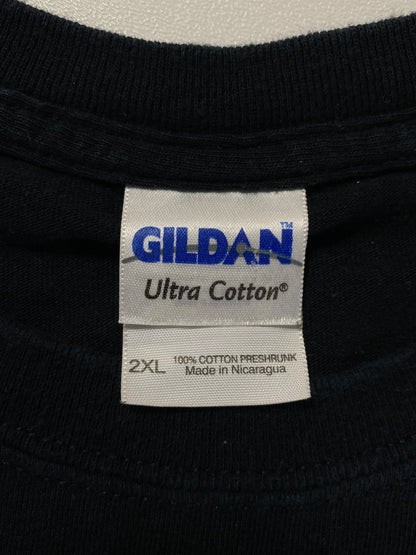 GILDAN™
Ultra Cotton®
2XL 100% COTTON PRESHRUNK
Made in Nicaragua